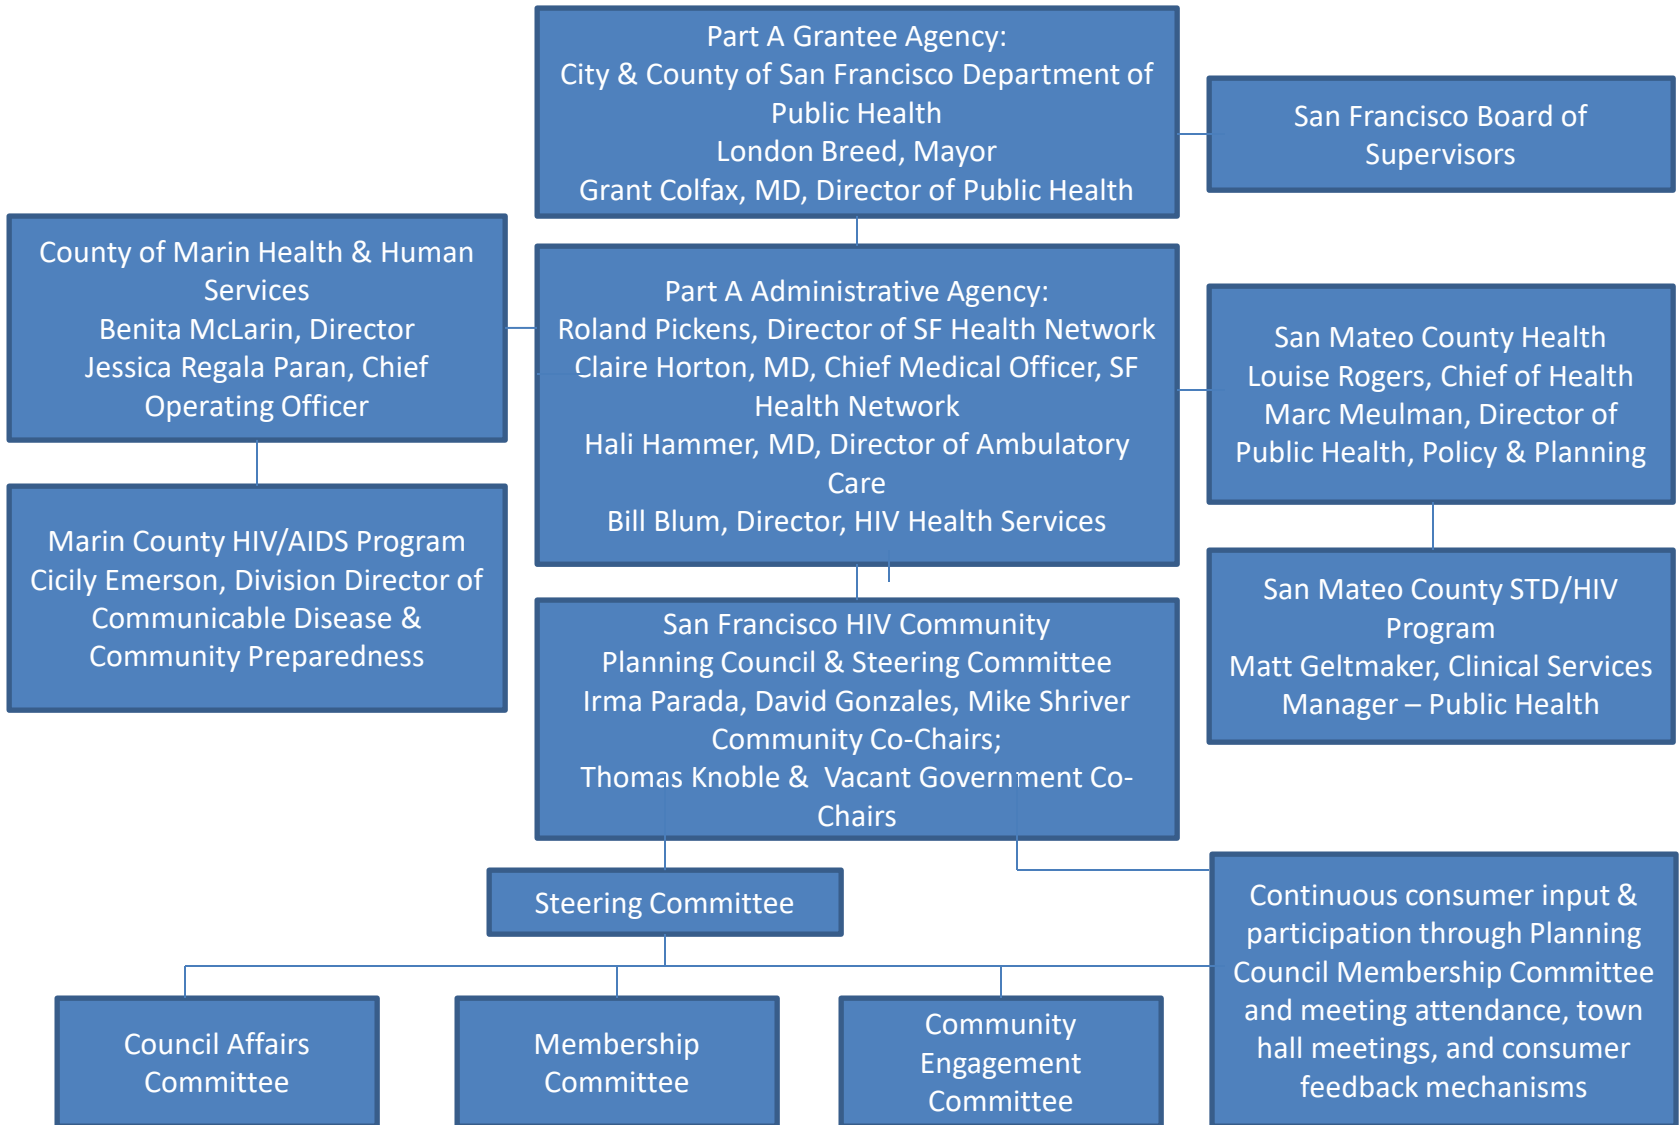 Part A Grantee Agency:
City & County of San Francisco Department of
Public Health
London Breed, Mayor
Grant Colfax, MD, Director of Public Health
San Francisco Board of
Supervisors
County of Marin Health & Human
Services
Benita McLarin, Director
Jessica Regala Paran, Chief
Operating Officer
Part A Administrative Agency:
Roland Pickens, Director of SF Health Network
Claire Horton, MD, Chief Medical Officer, SF
Health Network
Hali Hammer, MD, Director of Ambulatory
Care
Bill Blum, Director, HIV Health Services
San Mateo County Health
Louise Rogers, Chief of Health
Marc Meulman, Director of
Public Health, Policy & Planning
Marin County HIV/AIDS Program
Cicily Emerson, Division Director of
Communicable Disease &
Community Preparedness
San Francisco HIV Community
Planning Council & Steering Committee
Irma Parada, David Gonzales, Mike Shriver
Community Co-Chairs;
Thomas Knoble &  Vacant Government Co-
Chairs
San Mateo County STD/HIV
Program
Matt Geltmaker, Clinical Services
Manager – Public Health
Steering Committee
Continuous consumer input &
participation through Planning
Council Membership Committee
and meeting attendance, town
hall meetings, and consumer
feedback mechanisms
Council Affairs
Committee
Membership
Committee
Community
Engagement
Committee